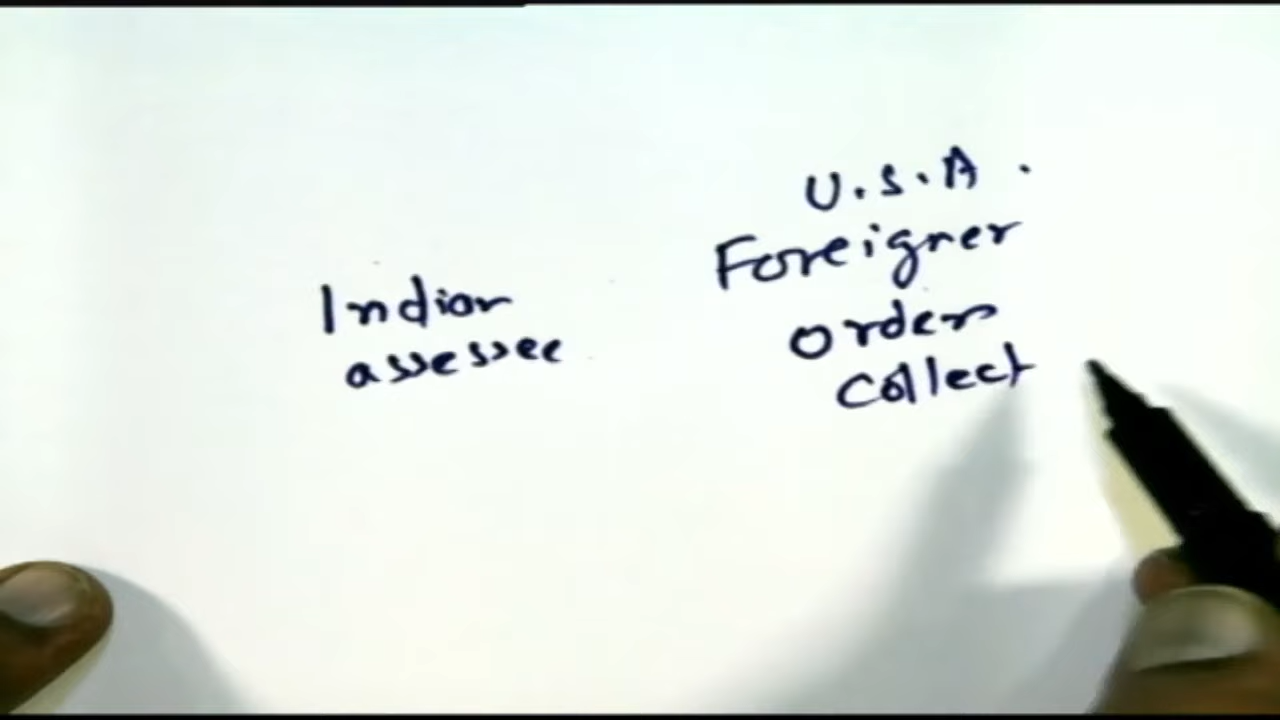 Indian
assessee
U.S.A.
Foreigner
order
collect